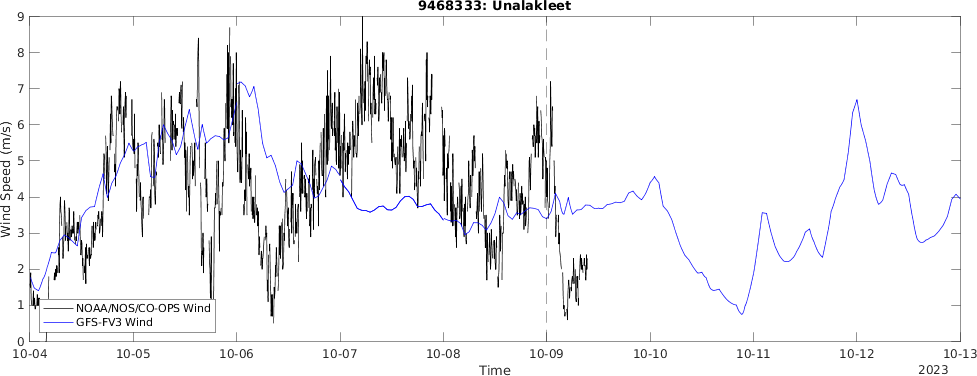 9468333: Unalakleet
9
8
7
6
5
4
3
2
1
0
Wind Speed (m/s)
NOAA/NOS/CO-OPS Wind
GFS-FV3 Wind
10-04 10-05 10-06 10-07 10-08 10-09 10-10 10-11 10-12 10-13
Time
2023